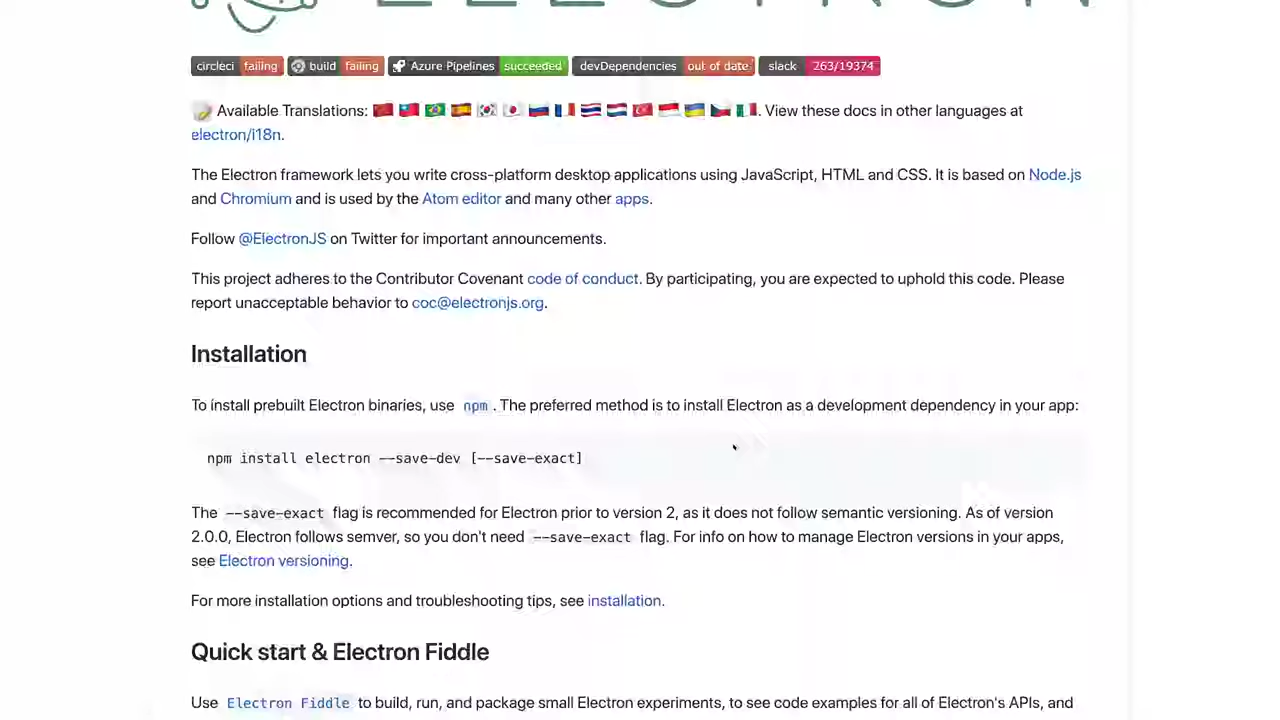 ELECTRON
circleci failing build failing Azure Pipelines succeeded devDependencies out of date slack 263/19374
Available Translations: . View these docs in other languages at
electron/i18n.
The Electron framework lets you write cross-platform desktop applications using JavaScript, HTML and CSS. It is based on Node.js
and Chromium and is used by the Atom editor and many other apps.
Follow @ElectronJS on Twitter for important announcements.
This project adheres to the Contributor Covenant code of conduct. By participating, you are expected to uphold this code. Please
report unacceptable behavior to coc@electronjs.org.
Installation
To install prebuilt Electron binaries, use npm. The preferred method is to install Electron as a development dependency in your app:
npm install electron --save-dev [--save-exact]
The --save-exact flag is recommended for Electron prior to version 2, as it does not follow semantic versioning. As of version
2.0.0, Electron follows semver, so you don't need --save-exact flag. For info on how to manage Electron versions in your apps,
see Electron versioning.
For more installation options and troubleshooting tips, see installation.
Quick start & Electron Fiddle
Use Electron Fiddle to build, run, and package small Electron experiments, to see code examples for all of Electron's APIs, and